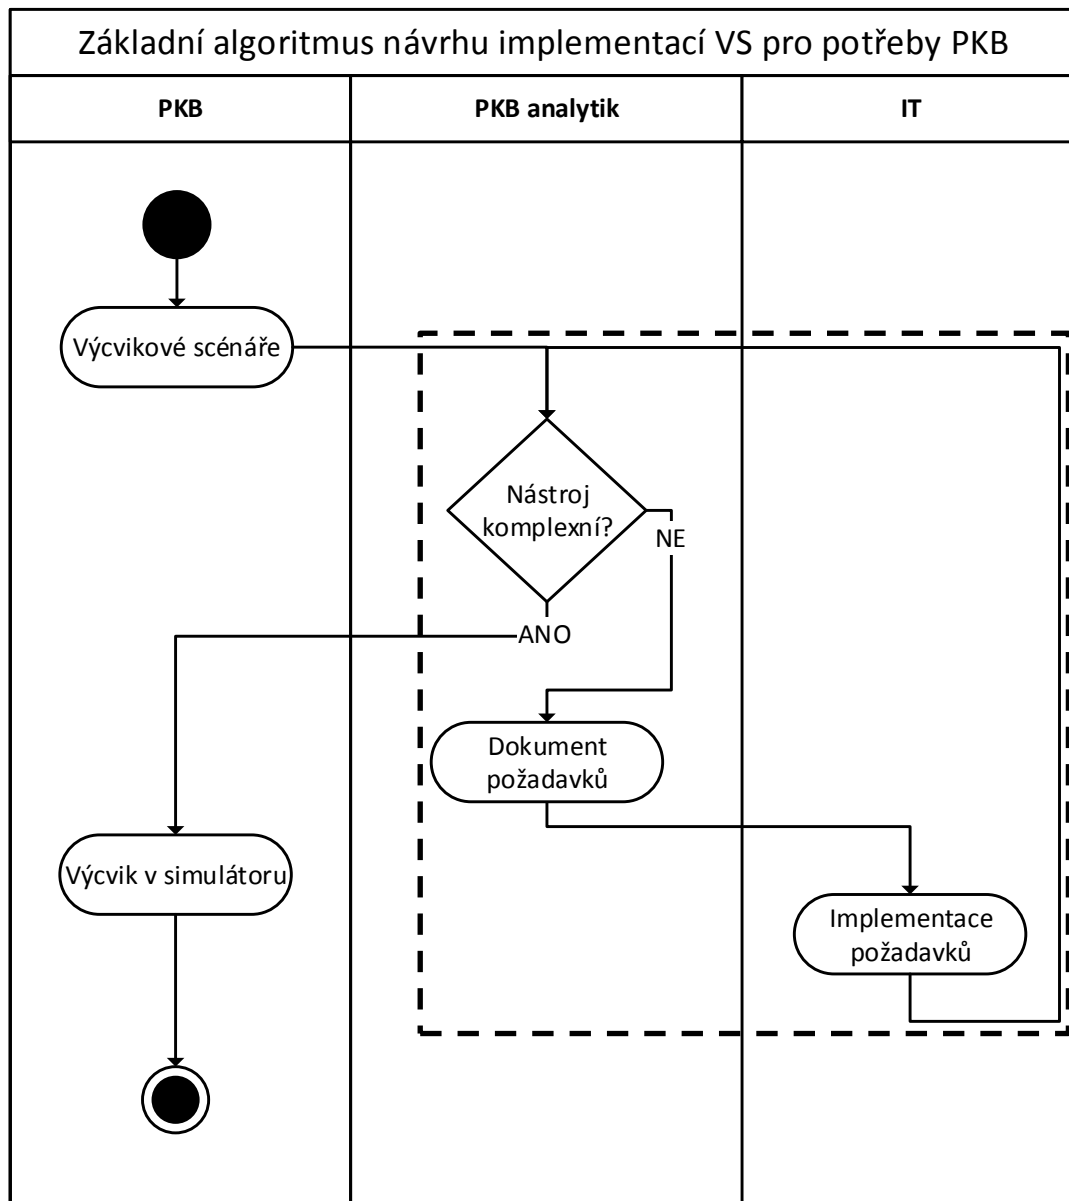 Základní algoritmus návrhu implementací VS pro potřeby PKB
PKB
PKB analytik
IT
Výcvikové scénáře
Nástroj
komplexní?
NE
ANO
Dokument
požadavků
Výcvik v simulátoru
Implementace
požadavků